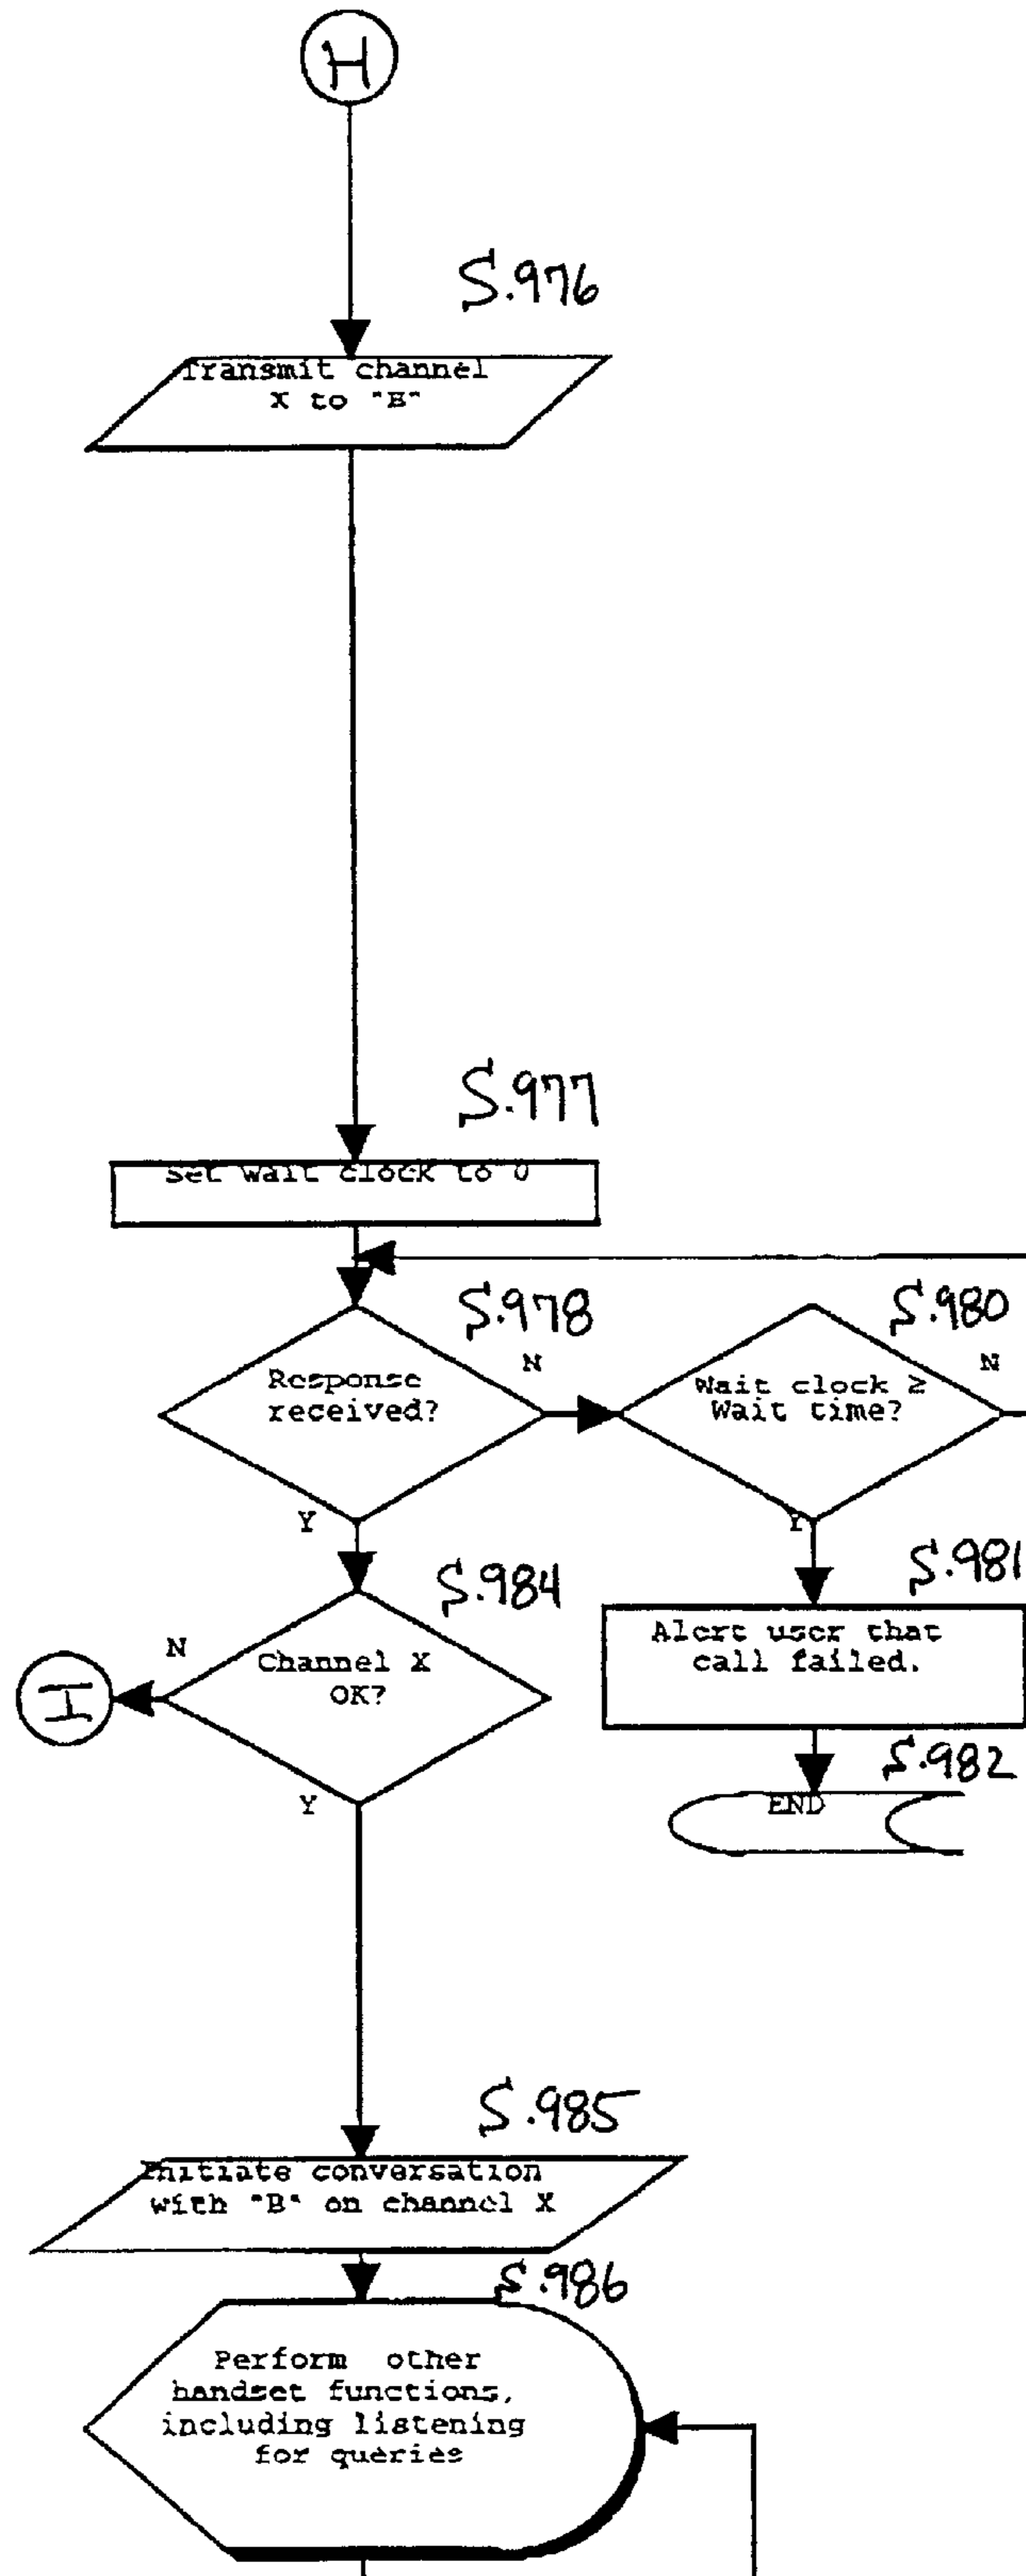 H
S.976
Transmit channel
X to "B"
S.977
Set wait clock to 0
S.978
S.980
N
N
Response
received?
Wait clock ≥
Wait time?
Y
Y
S.981
S.984
Alert user that
call failed.
N
Channel X
OK?
I
S.982
Y
END
S.985
Initiate conversation
with "B" on channel X
S.986
Perform other
handset functions,
including listening
for queries